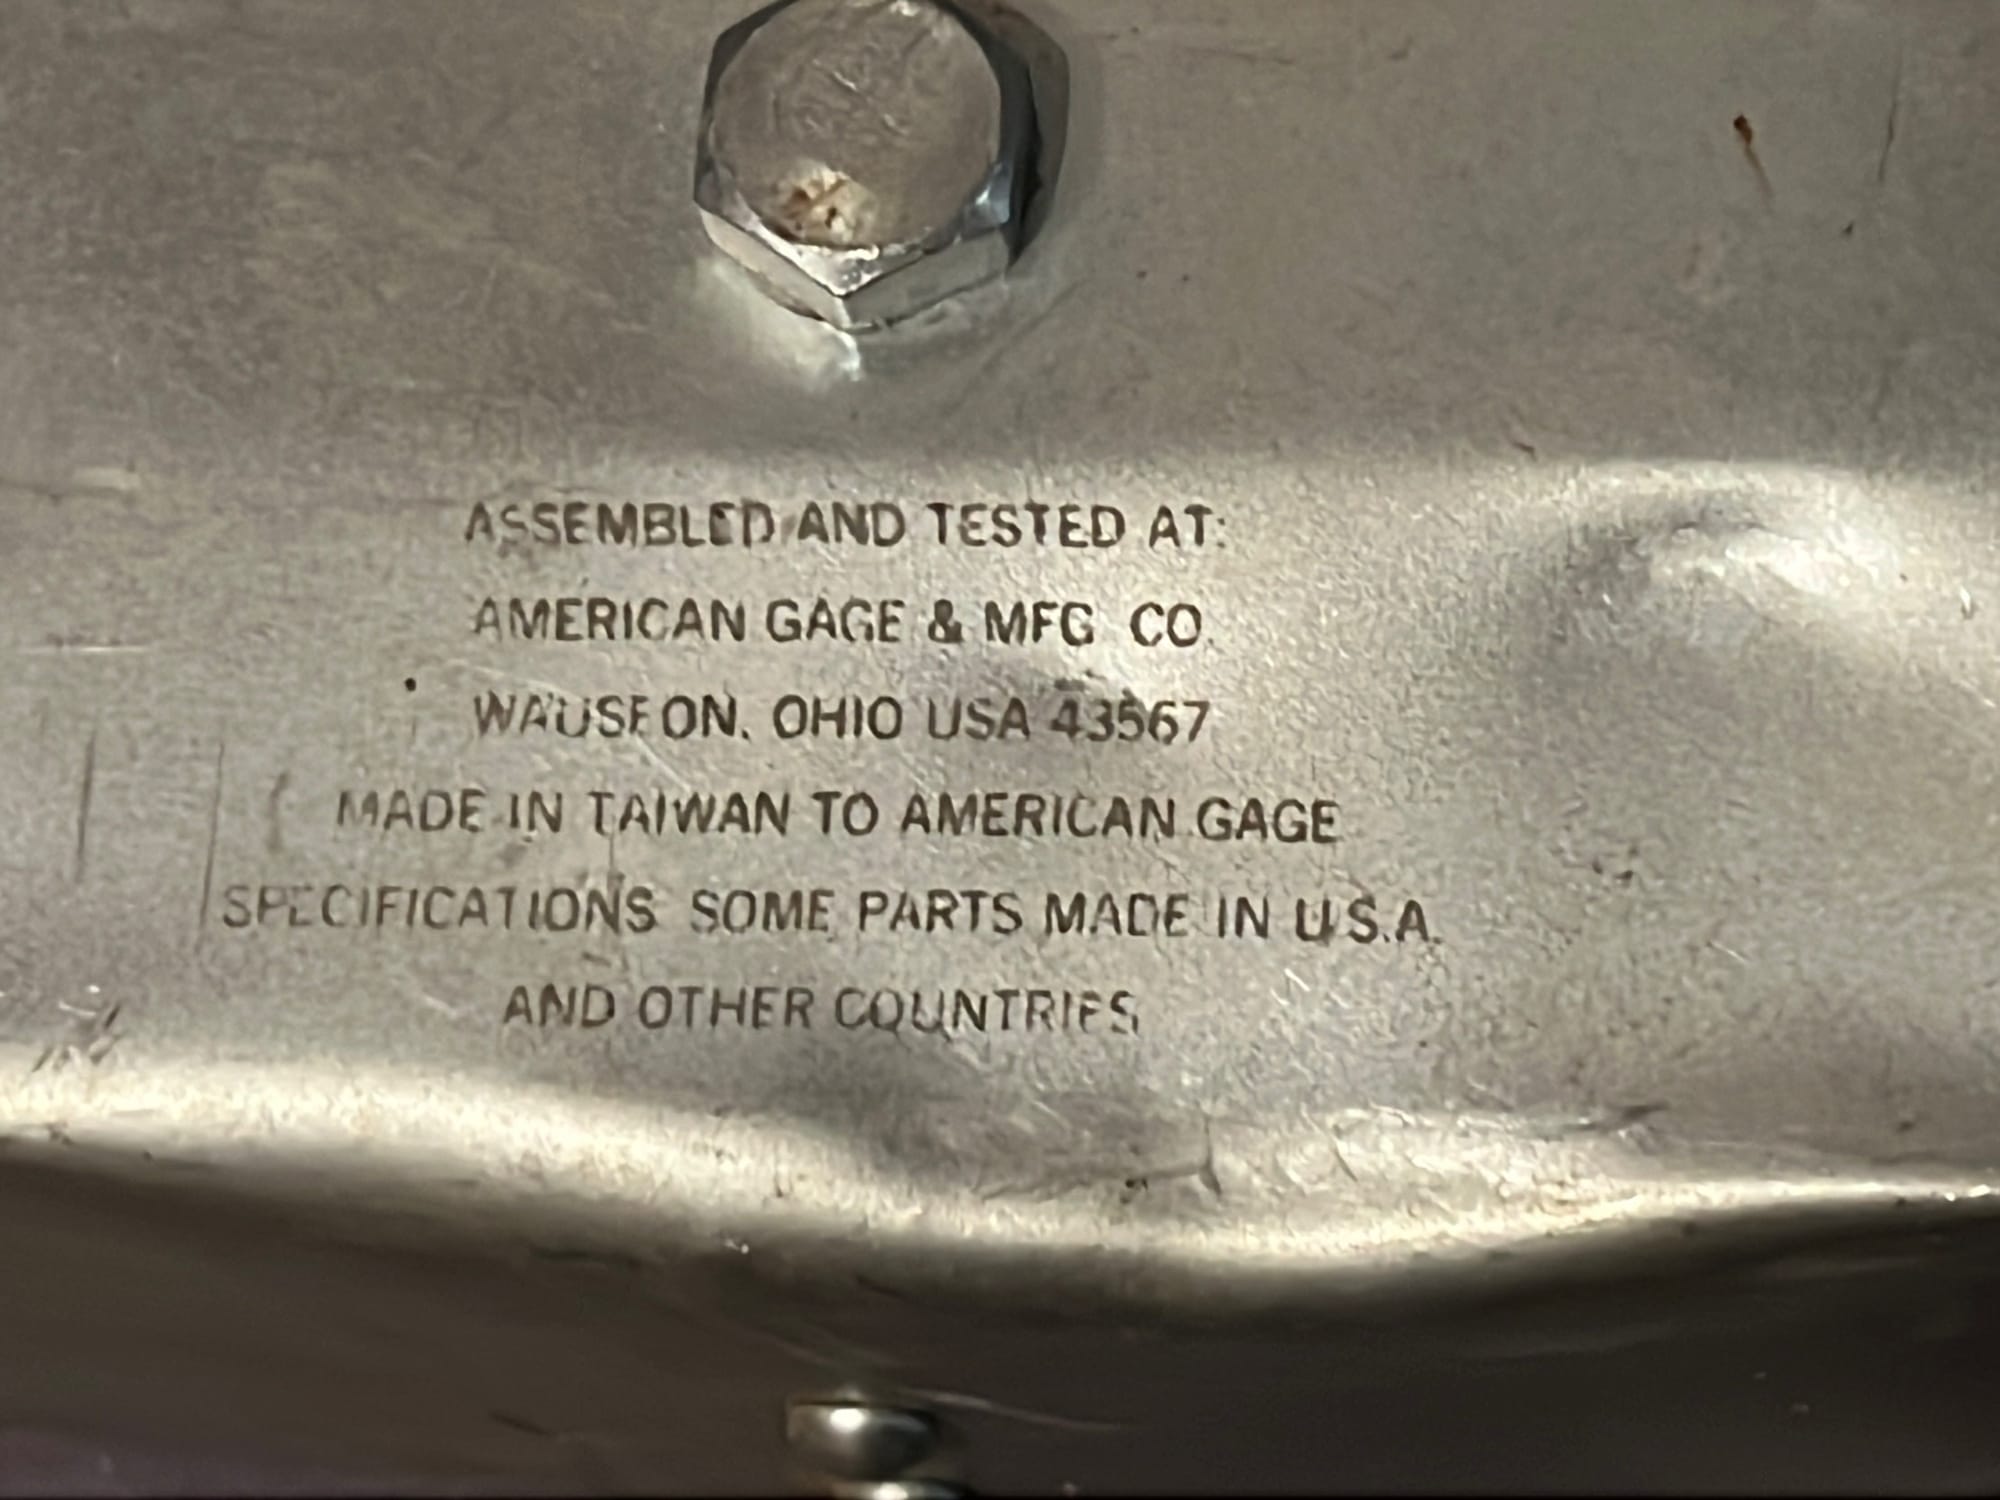 ASSEMBLED AND TESTED AT:
AMERICAN GAGE & MFG CO.
WAUSEON, OHIO USA 43567
MADE IN TAIWAN TO AMERICAN GAGE
SPECIFICATIONS SOME PARTS MADE IN U.S.A.
AND OTHER COUNTRIES